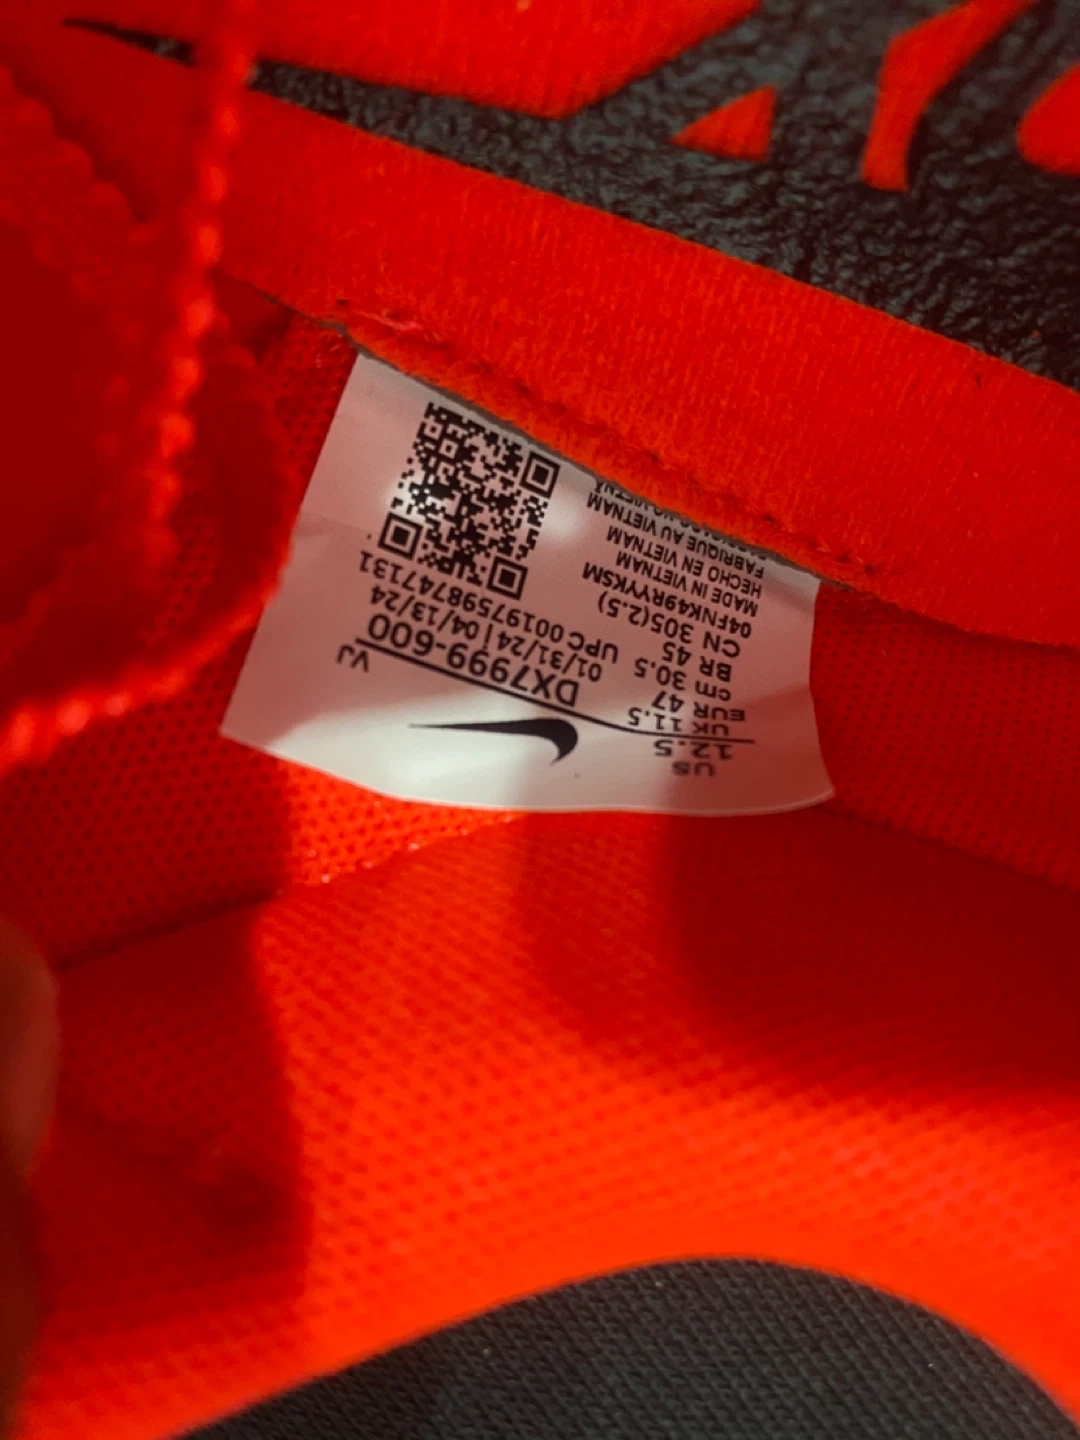 US
12.5
UK 11.5
EUR 47
cm 30.5
BR 45
CN 305(2.5)
04FNK49RYYKSM
MADE IN VIETNAM
HECHO EN VIETNAM
FABRIQUE AU VIETNAM
VJ
DX7999-600
01/31/24 | 04/13/24
UPC 00197598747131